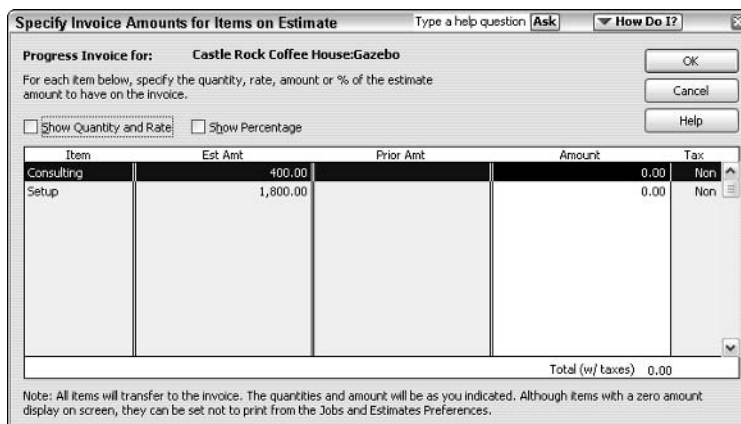 Specify Invoice Amounts for Items on Estimate Type a help question Ask How Do I?
Progress Invoice for: Castle Rock Coffee House:Gazebo
OK
For each item below, specify the quantity, rate, amount or % of the estimate
amount to have on the invoice.
Cancel
Show Quantity and Rate Show Percentage
Help
Item Est Amt Prior Amt Amount Tax
Consulting 400.00 0.00 Non
Setup 1,800.00 0.00 Non
Total (w/ taxes) 0.00
Note: All items will transfer to the invoice. The quantities and amount will be as you indicated. Although items with a zero amount
display on screen, they can be set not to print from the Jobs and Estimates Preferences.